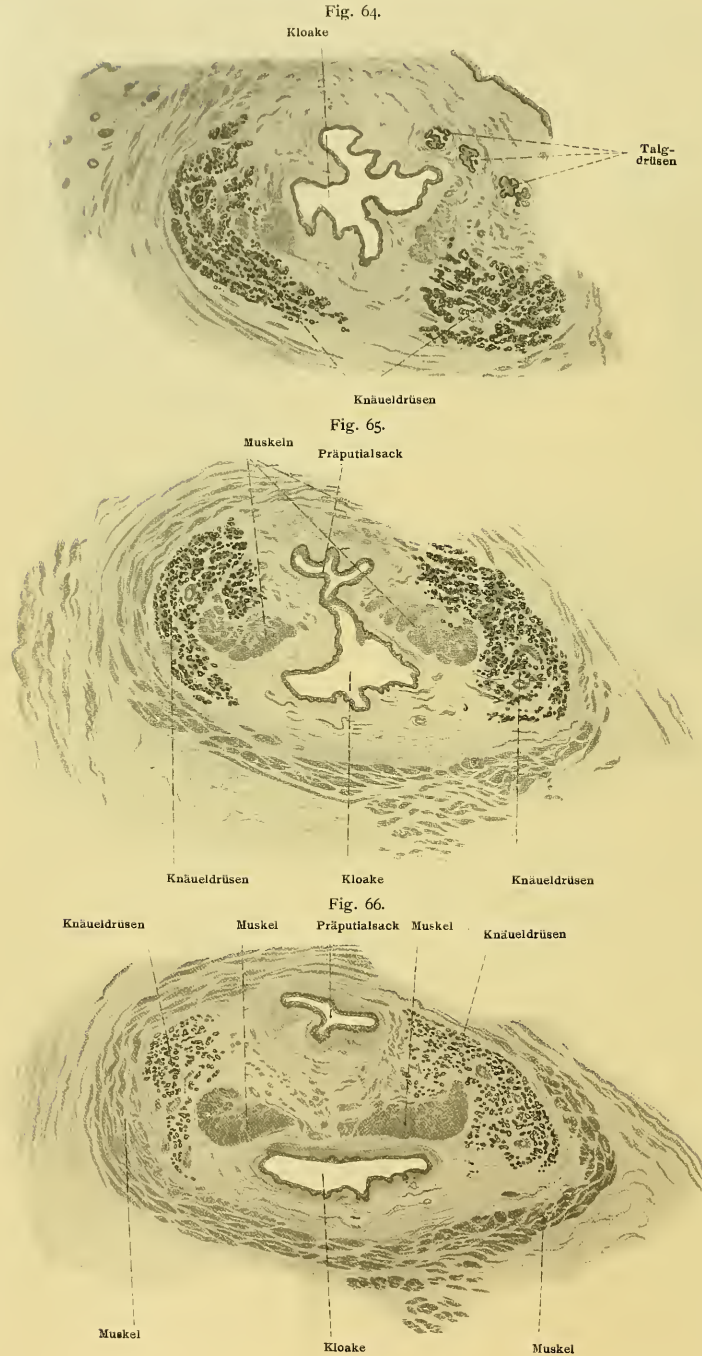 Fig. 64.
Kloake
Talg-
drüsen
Knäueldrüsen
Fig. 65.
Muskeln
Präputialsack
Knäueldrüsen Kloake Knäueldrüsen
Fig. 66.
Knäueldrüsen Muskel Präputialsack Muskel Knäueldrüsen
Muskel Kloake Muskel